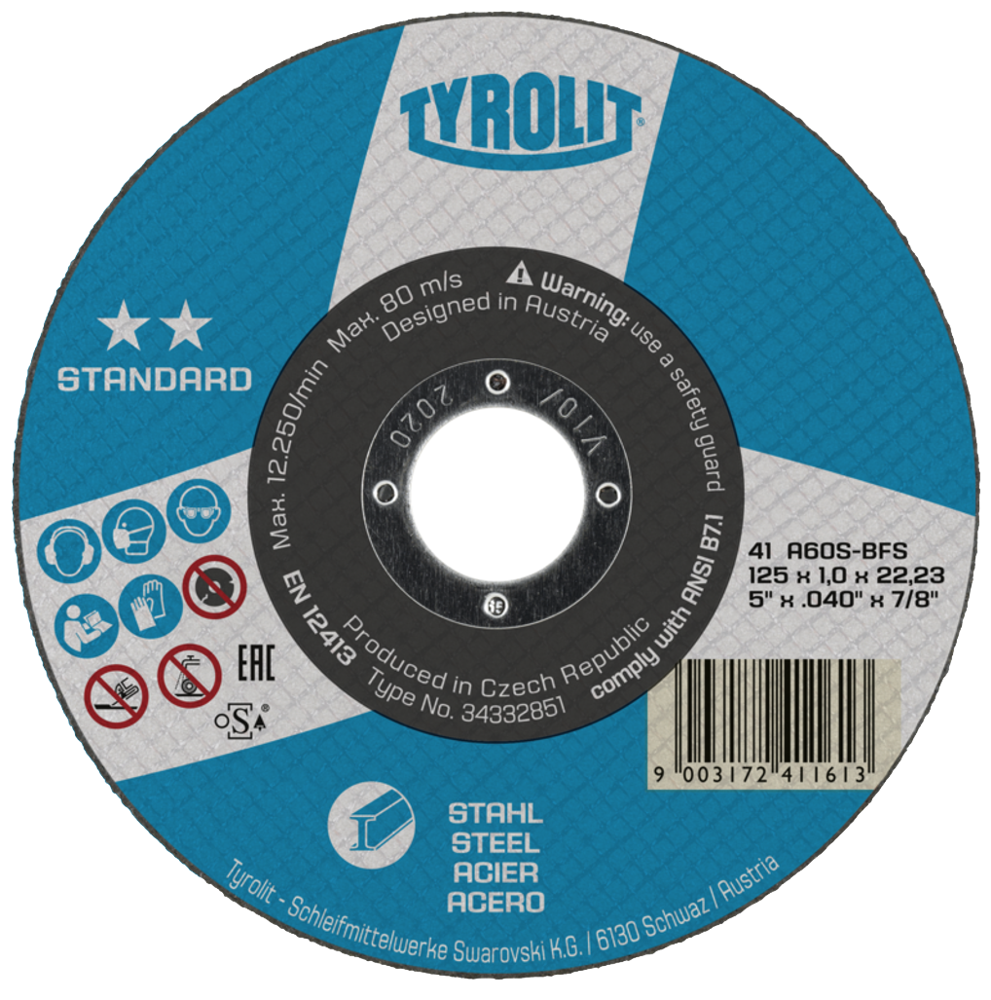 TYROLIT®
STANDARD
Max. 12.250/min Max. 80 m/s
Designed in Austria
Warning: use a safety guard
2020
V 10/
EN 12413
Produced in Czech Republic
Type No. 34332851
comply with ANSI B7.1
41 A60S-BFS
125 x 1,0 x 22,23
5" x .040" x 7/8"
EAC
oS®
9 003172 411613
STAHL
STEEL
ACIER
ACERO
Tyrolit - Schleifmittelwerke Swarovski K.G. / 6130 Schwaz / Austria